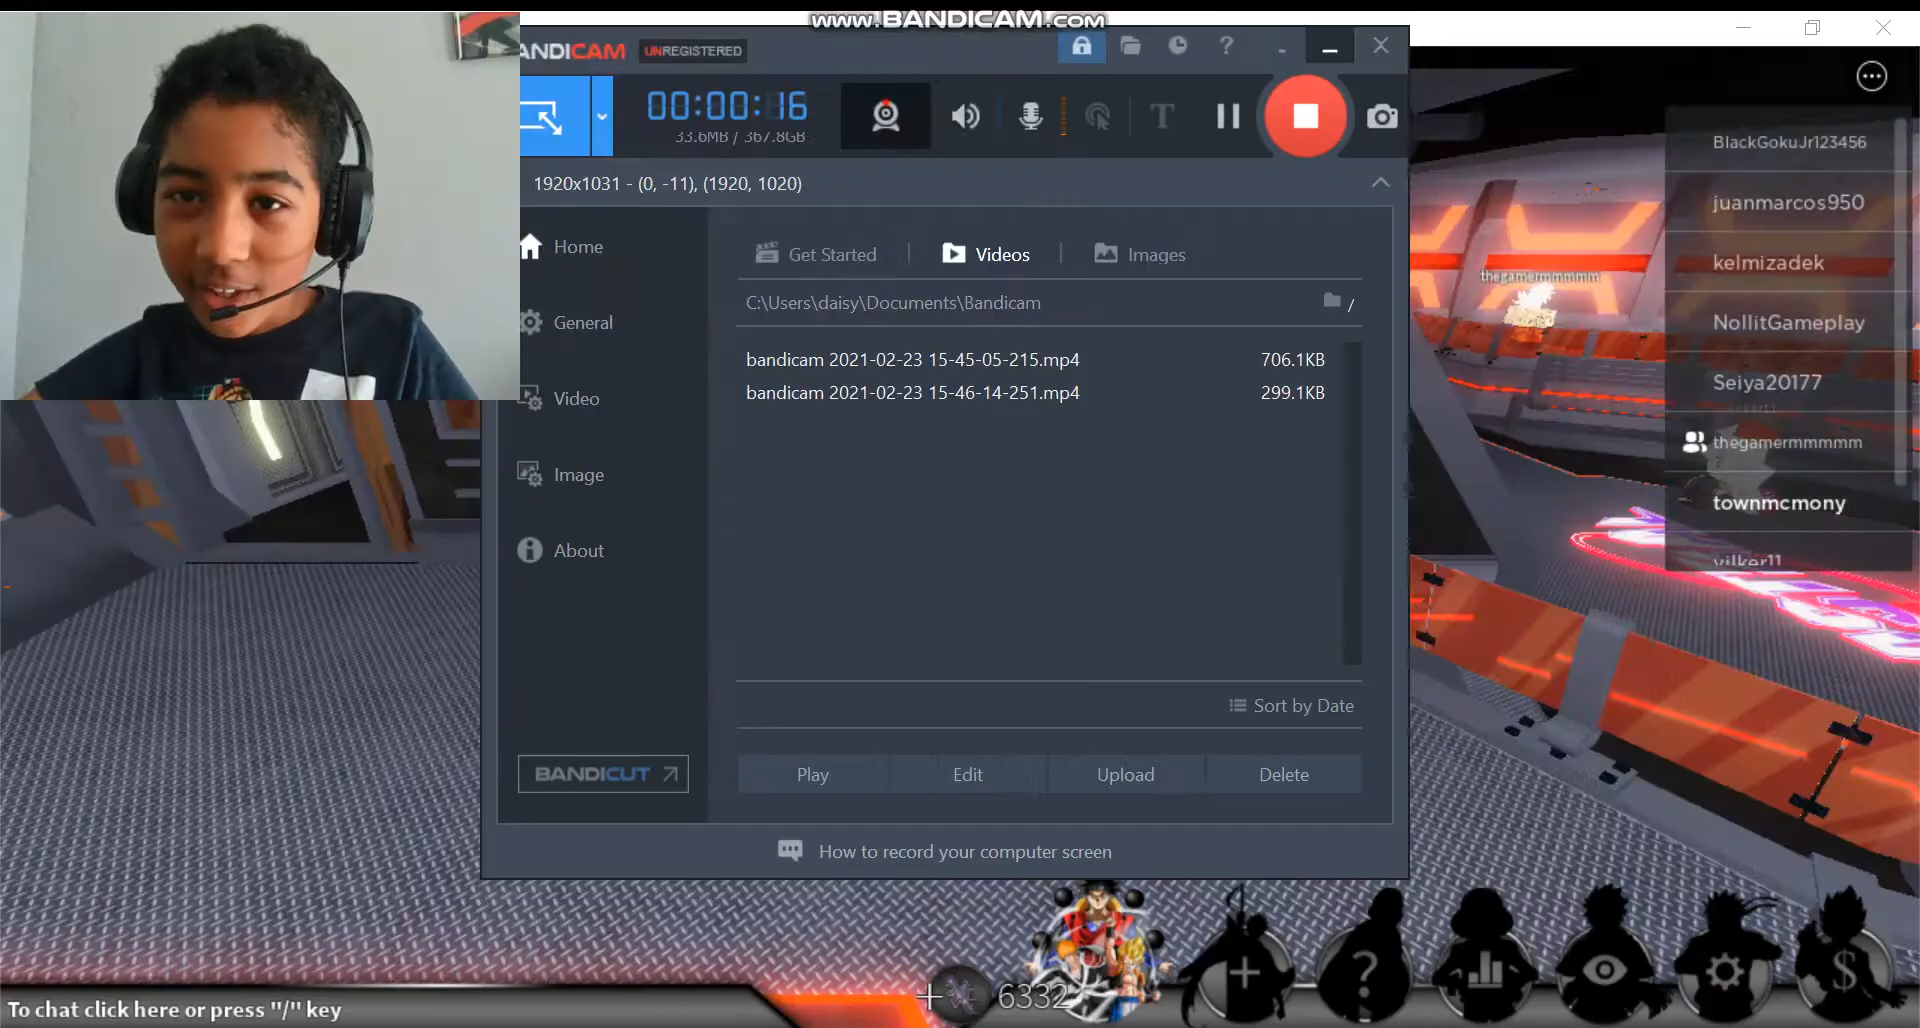 www.BANDICAM.com
ANDICAM UNREGISTERED
00:00:16
33.6MB / 367.8GB
1920x1031 - (0, -11), (1920, 1020)
Home
General
Video
Image
About
BANDICUT
Get Started
Videos
Images
C:\Users\daisy\Documents\Bandicam
/
bandicam 2021-02-23 15-45-05-215.mp4 706.1KB
bandicam 2021-02-23 15-46-14-251.mp4 299.1KB
Sort by Date
Play Edit Upload Delete
How to record your computer screen
thegamermmmmm
BlackGokuJr123456
juanmarcos950
kelmizadek
NollitGameplay
Seiya20177
thegamermmmmm
townmcmony
vilker11
To chat click here or press "/" key
6332